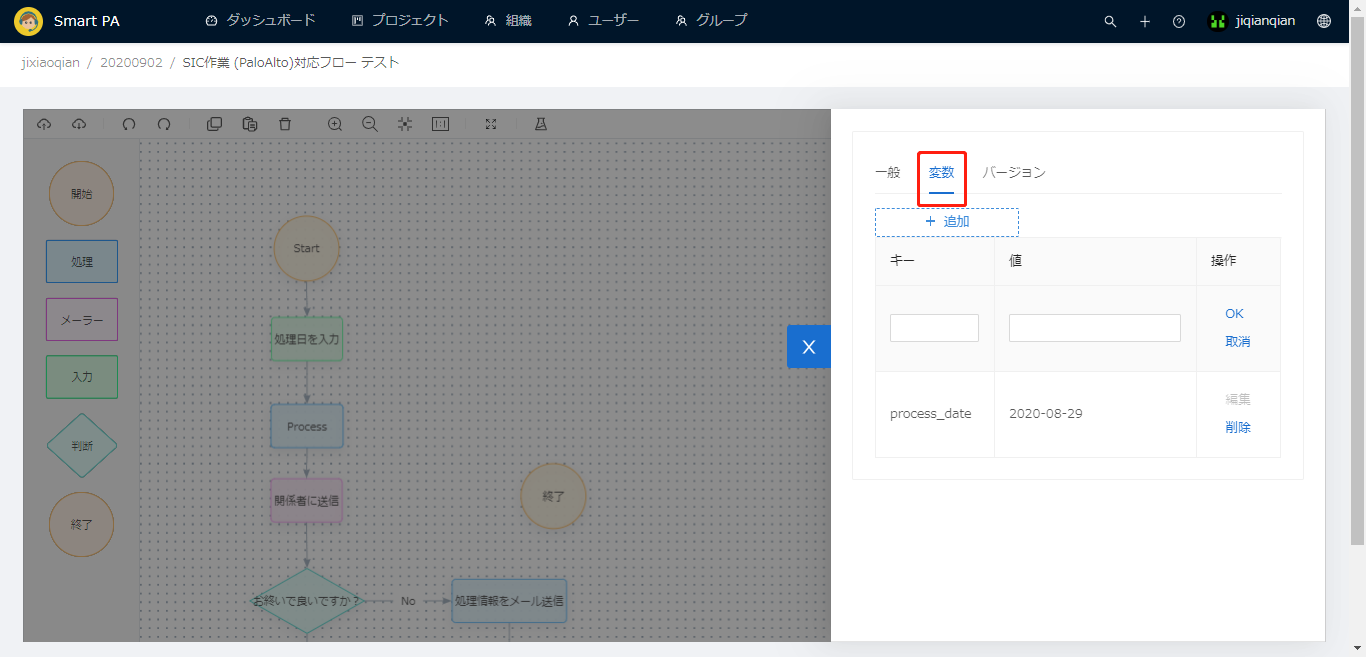 Smart PA ダッシュボード プロジェクト 組織 ユーザー グループ jiqianqian
jixiaoqian / 20200902 / SIC作業 (PaloAlto)対応フロー テスト
開始
処理
メーラー
入力
判断
終了
Start
処理日を入力
Process
関係者に送信
終了
お終いで良いですか?
No
処理情報をメール送信
X
一般 変数 バージョン
+ 追加
キー 値 操作
OK
取消
process_date 2020-08-29
編集
削除